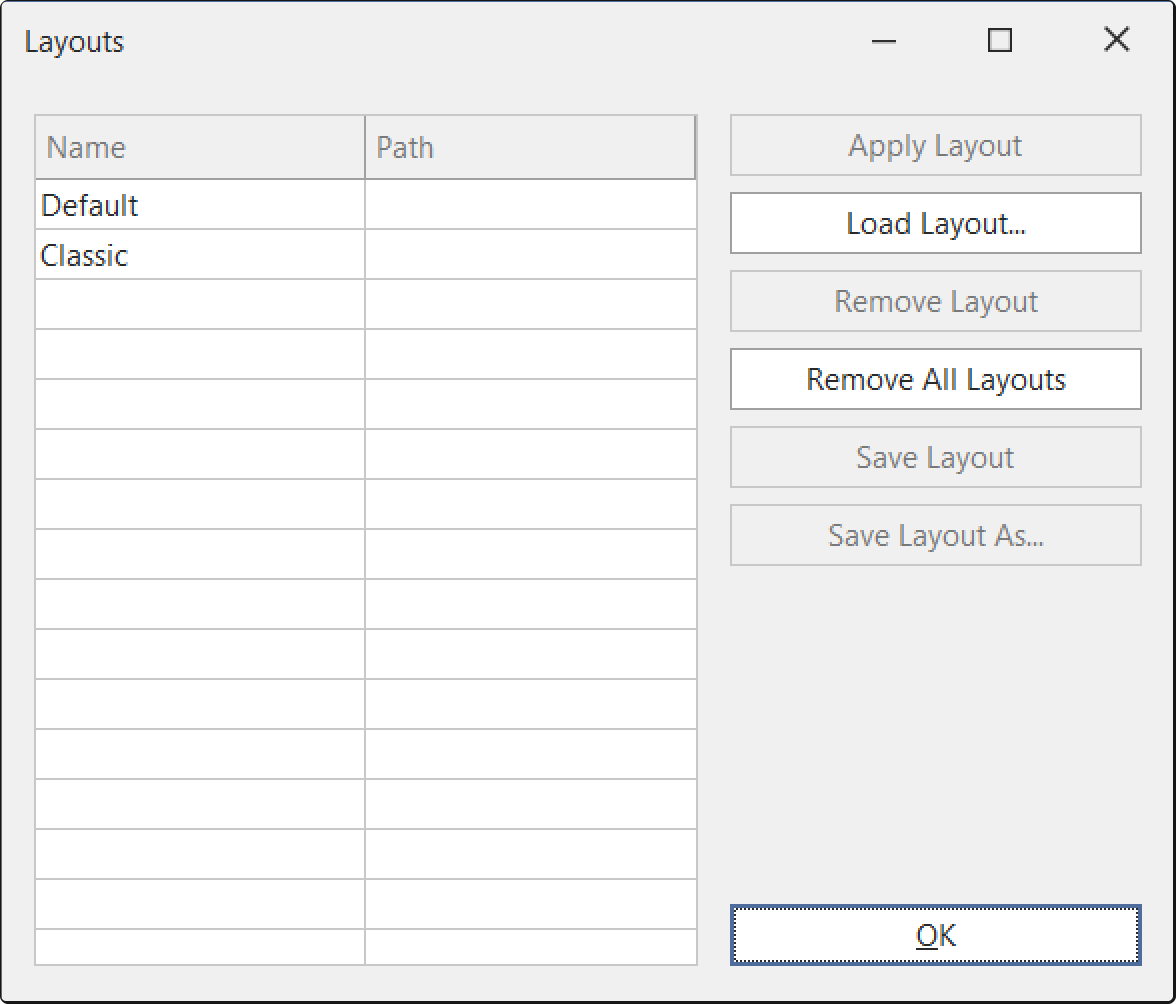 Layouts
Name Path
Default
Classic
Apply Layout
Load Layout...
Remove Layout
Remove All Layouts
Save Layout
Save Layout As...
OK